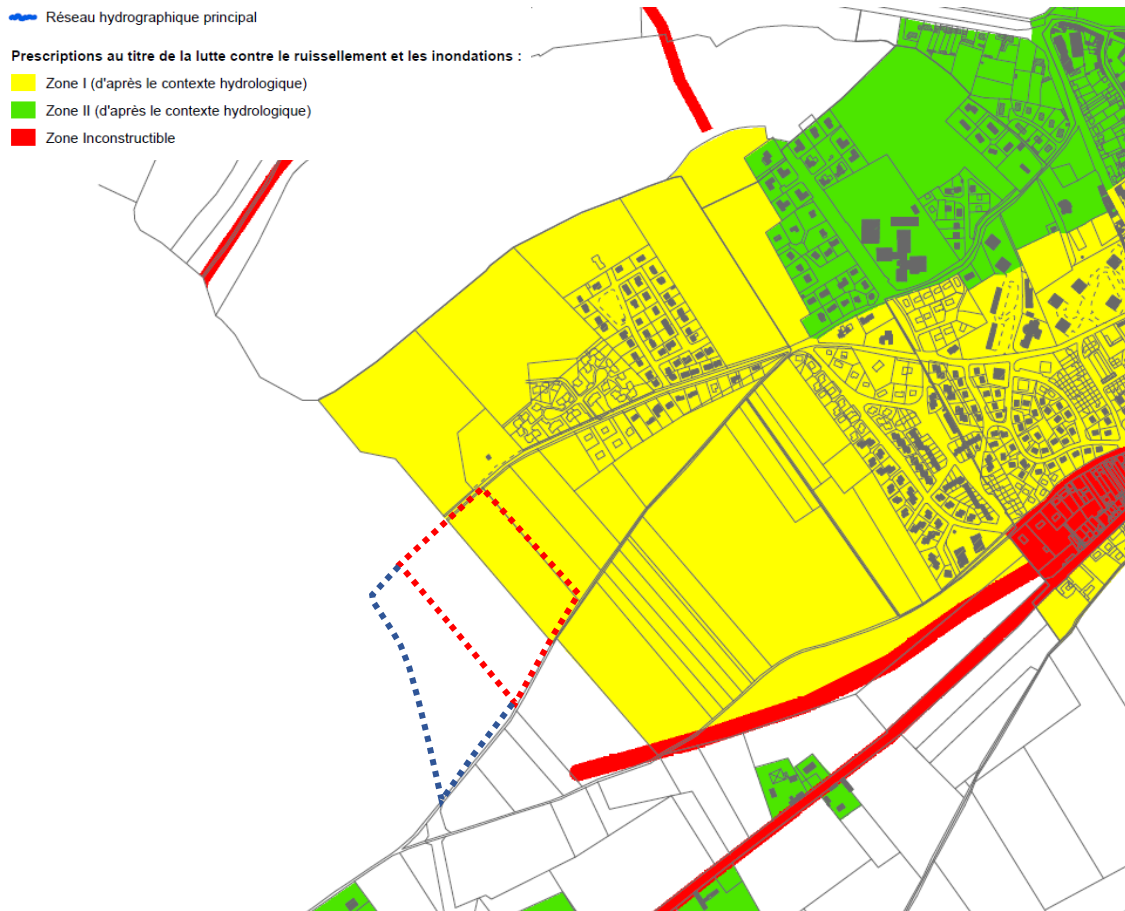 Réseau hydrographique principal
Prescriptions au titre de la lutte contre le ruissellement et les inondations :
Zone I (d'après le contexte hydrologique)
Zone II (d'après le contexte hydrologique)
Zone Inconstructible